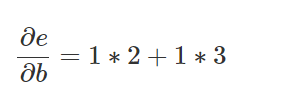 ∂e/∂b = 1 * 2 + 1 * 3